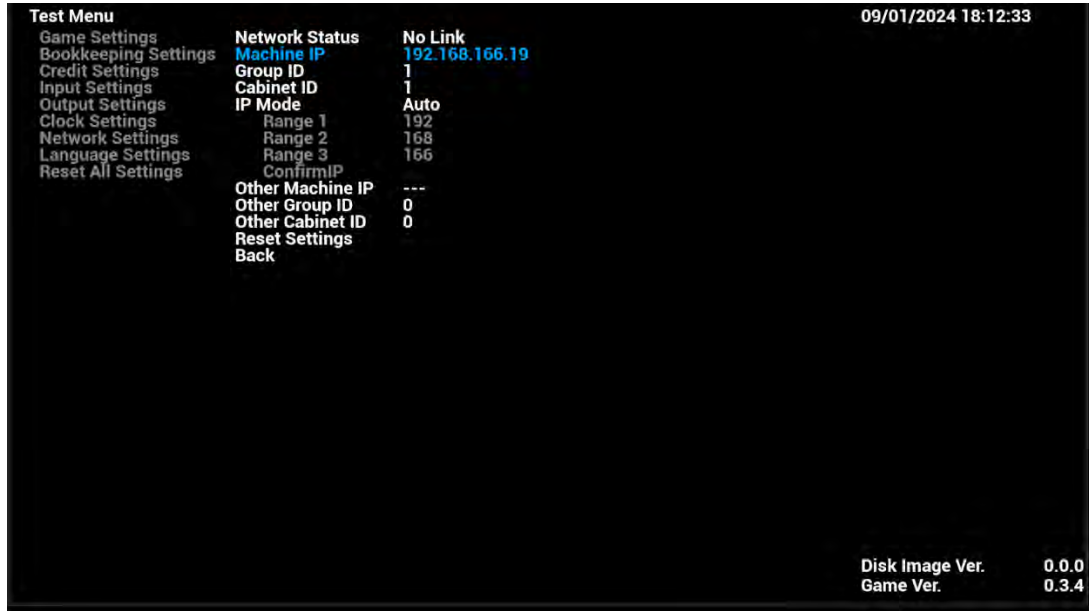 Test Menu 09/01/2024 18:12:33
Game Settings Network Status No Link
Bookkeeping Settings Machine IP 192.168.166.19
Credit Settings Group ID 1
Input Settings Cabinet ID 1
Output Settings IP Mode Auto
Clock Settings Range 1 192
Network Settings Range 2 168
Language Settings Range 3 166
Reset All Settings ConfirmIP
Other Machine IP ---
Other Group ID 0
Other Cabinet ID 0
Reset Settings
Back
Disk Image Ver. 0.0.0
Game Ver. 0.3.4